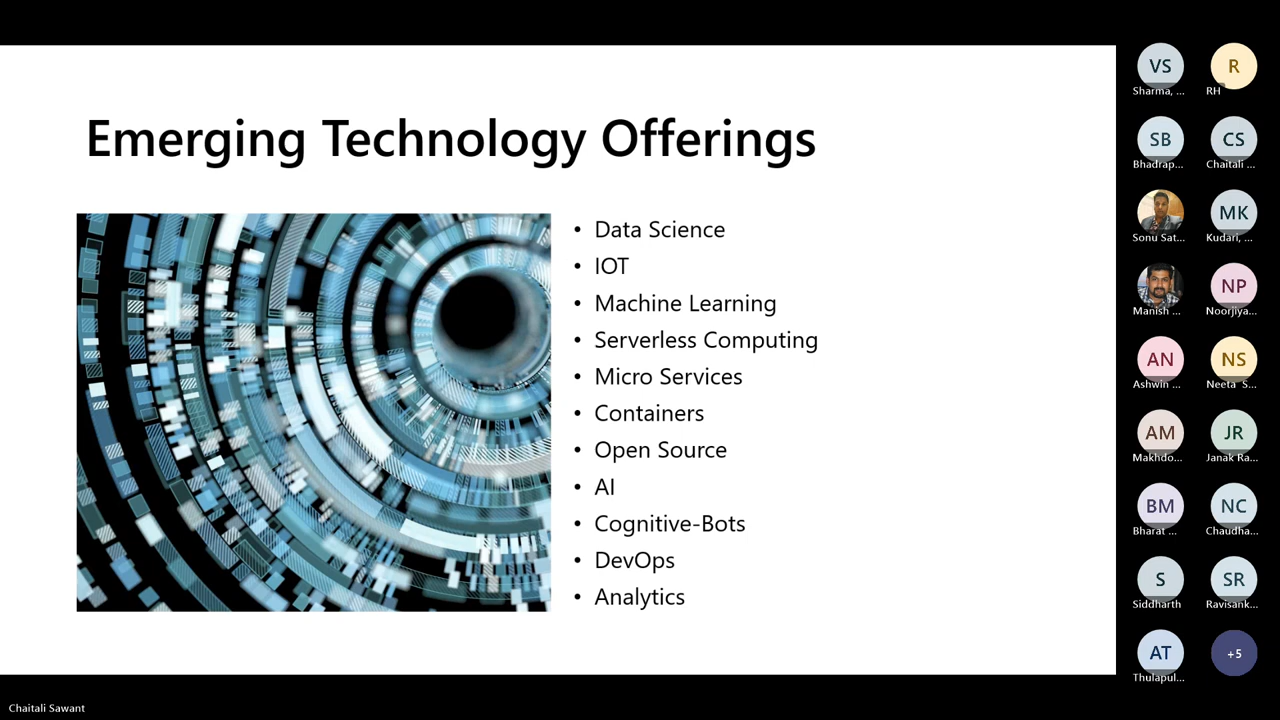 Emerging Technology Offerings
• Data Science
• IOT
• Machine Learning
• Serverless Computing
• Micro Services
• Containers
• Open Source
• AI
• Cognitive-Bots
• DevOps
• Analytics
VS
Sharma, ...
R
RH
SB
Bhadrap...
CS
Chaitali ...
Sonu Sat...
MK
Kudari, ...
Manish ...
NP
Noorjiya...
AN
Ashwin ...
NS
Neeta S...
AM
Makhdo...
JR
Janak Ra...
BM
Bharat ...
NC
Chaudha...
S
Siddharth
SR
Ravisank...
AT
Thulapul...
+5
Chaitali Sawant